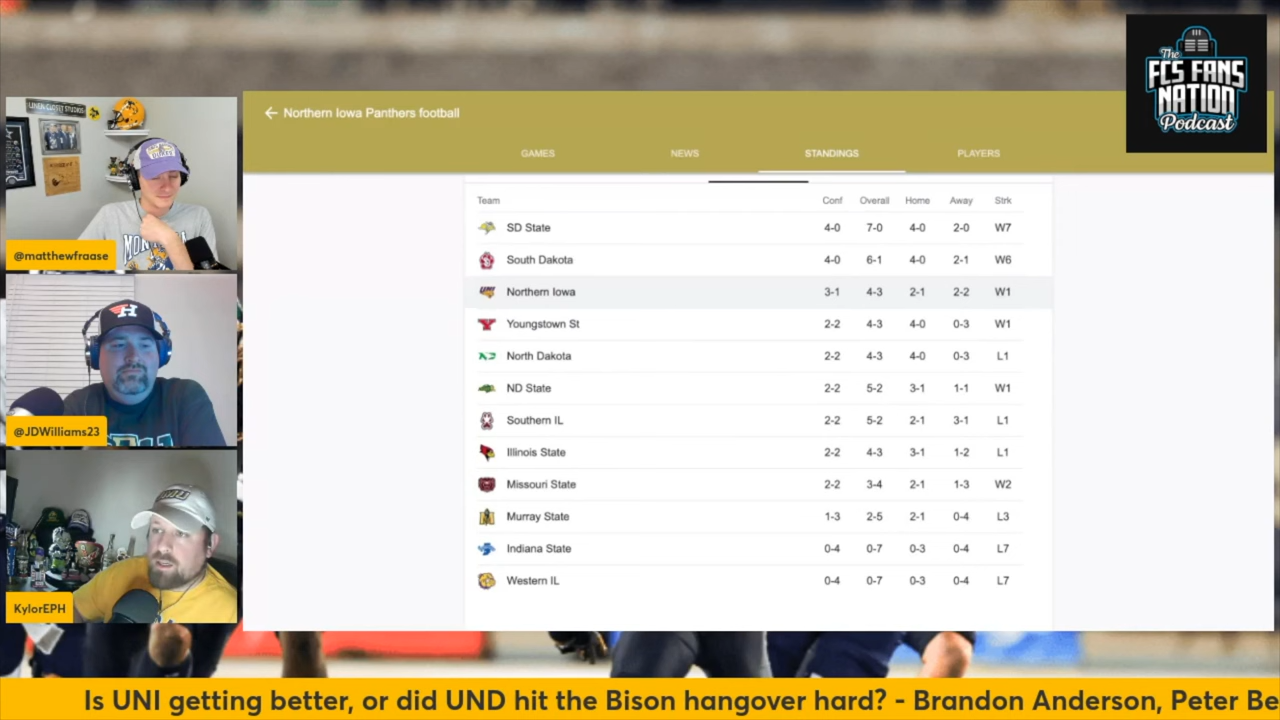 The
FCS FANS
NATION
Podcast
← Northern Iowa Panthers football
GAMES NEWS STANDINGS PLAYERS
Team Conf Overall Home Away Strk
SD State 4-0 7-0 4-0 2-0 W7
South Dakota 4-0 6-1 4-0 2-1 W6
Northern Iowa 3-1 4-3 2-1 2-2 W1
Youngstown St 2-2 4-3 4-0 0-3 W1
North Dakota 2-2 4-3 4-0 0-3 L1
ND State 2-2 5-2 3-1 1-1 W1
Southern IL 2-2 5-2 2-1 3-1 L1
Illinois State 2-2 4-3 3-1 1-2 L1
Missouri State 2-2 3-4 2-1 1-3 W2
Murray State 1-3 2-5 2-1 0-4 L3
Indiana State 0-4 0-7 0-3 0-4 L7
Western IL 0-4 0-7 0-3 0-4 L7
@matthewfraase
@JDWilliams23
KylorEPH
Is UNI getting better, or did UND hit the Bison hangover hard? - Brandon Anderson, Peter Be